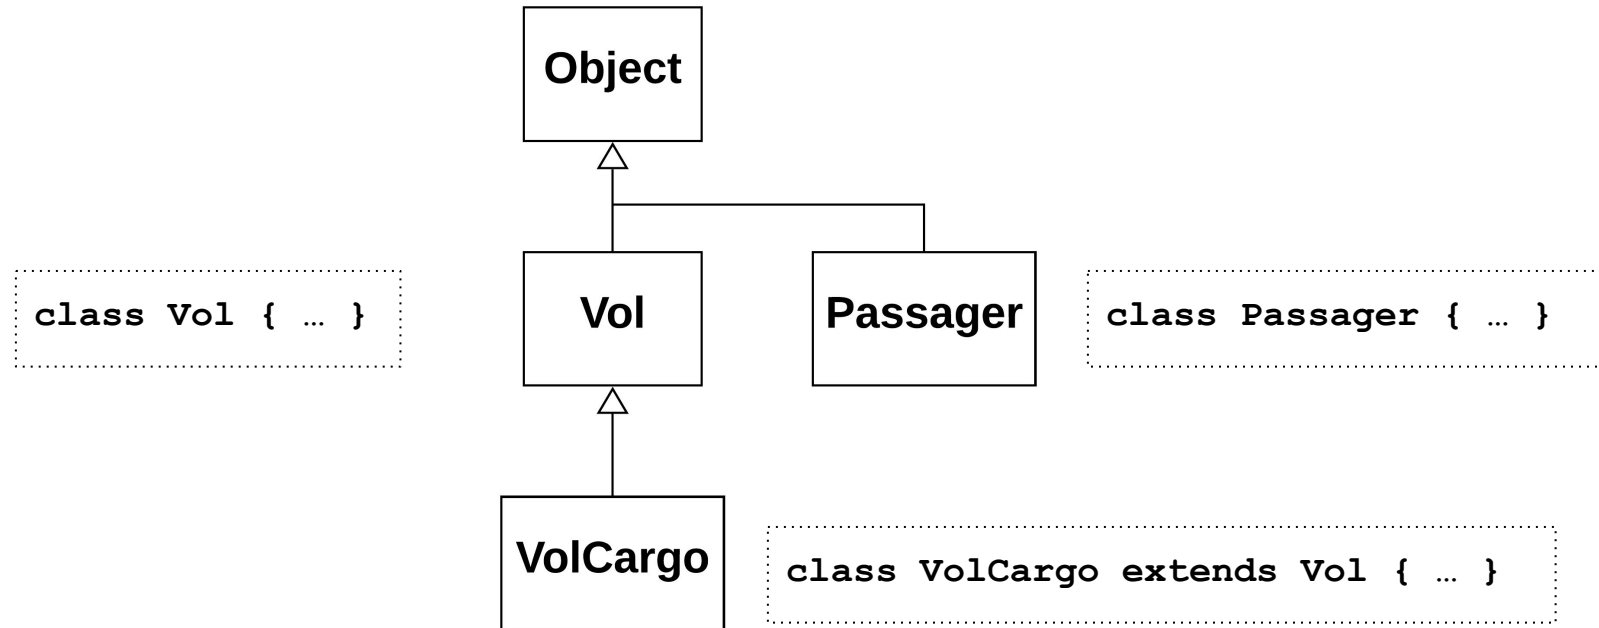 Object
class Vol { … }
Vol
Passager
class Passager { … }
VolCargo
class VolCargo extends Vol { … }